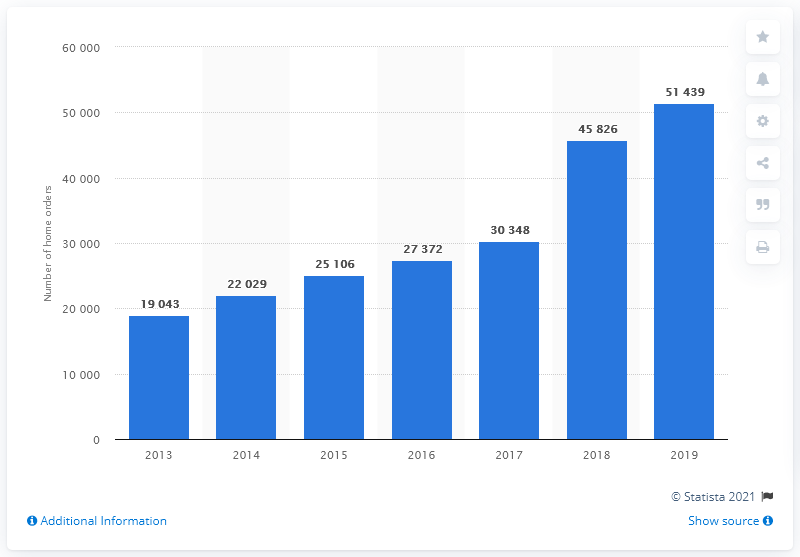 60 000
50 000
40 000
30 000
20 000
10 000
0
Number of home orders
19 043
22 029
25 106
27 372
30 348
45 826
51 439
2013 2014 2015 2016 2017 2018 2019
© Statista 2021
Additional Information
Show source